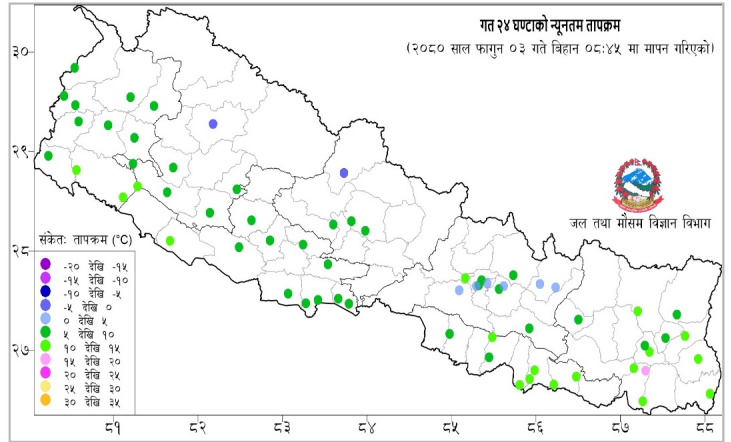 गत २४ घण्टाको न्यूनतम तापक्रम
(२०८० साल फागुन ०३ गते बिहान ०८:४५ मा मापन गरिएको)
३०
२९
२८
२७
जल तथा मौसम विज्ञान विभाग
संकेतः तापक्रम (°C)
-२० देखि -१५
-१५ देखि -१०
-१० देखि -५
-५ देखि ०
० देखि ५
५ देखि १०
१० देखि १५
१५ देखि २०
२० देखि २५
२५ देखि ३०
३० देखि ३५
८१ ८२ ८३ ८४ ८५ ८६ ८७ ८८